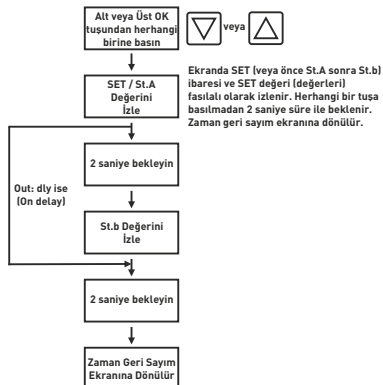 Alt veya Üst OK
tuşundan herhangi
birine basın
veya
Ekranda SET (veya önce St.A sonra St.b)
ibaresi ve SET değeri (değerleri)
fasılalı olarak izlenir. Herhangi bir tuşa
basılmadan 2 saniye süre ile beklenir.
Zaman geri sayım ekranına dönülür.
SET / St.A
Değerini
İzle
2 saniye bekleyin
Out: dly ise
(On delay)
St.b Değerini
İzle
2 saniye bekleyin
Zaman Geri Sayım
Ekranına Dönülür